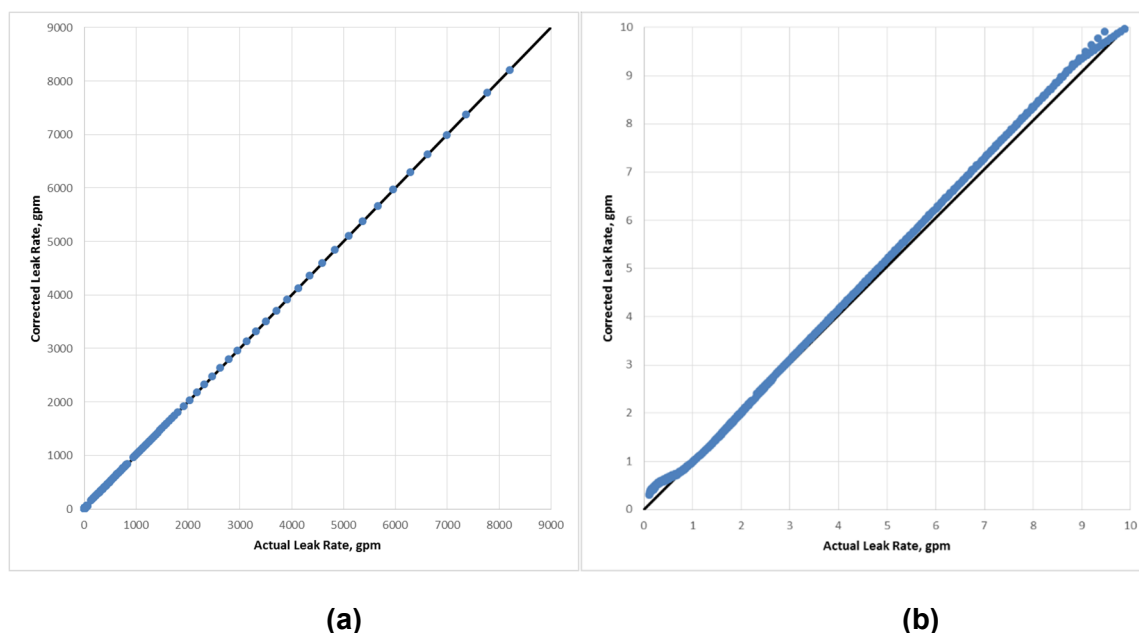 9000
8000
7000
6000
5000
4000
3000
2000
1000
0
Corrected Leak Rate, gpm
0 1000 2000 3000 4000 5000 6000 7000 8000 9000
Actual Leak Rate, gpm
(a)
10
9
8
7
6
5
4
3
2
1
0
Corrected Leak Rate, gpm
0 1 2 3 4 5 6 7 8 9 10
Actual Leak Rate, gpm
(b)